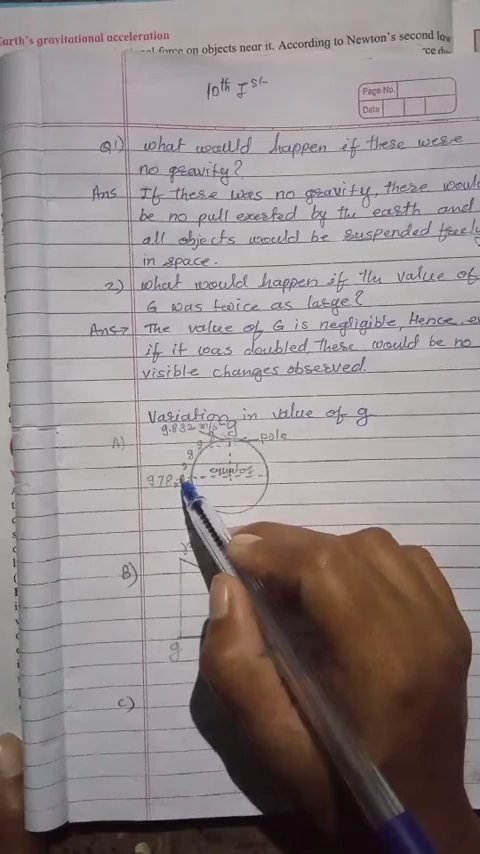 Earth's gravitational acceleration
force on objects near it. According to Newton's second law
10th Ist
Page No.
Date
Q1) what would happen if there were
no gravity?
Ans If there was no gravity, there would
be no pull exerted by the earth and
all objects would be suspended freely
in space.
2) what would happen if the value of
G was twice as large?
Ans-> The value of G is negligible, Hence, e
if it was doubled, there would be no
visible changes observed.
Variation in value of g
9.832 m/s² g
A) g pole
g
g
9.78 equator
B)
g
C)